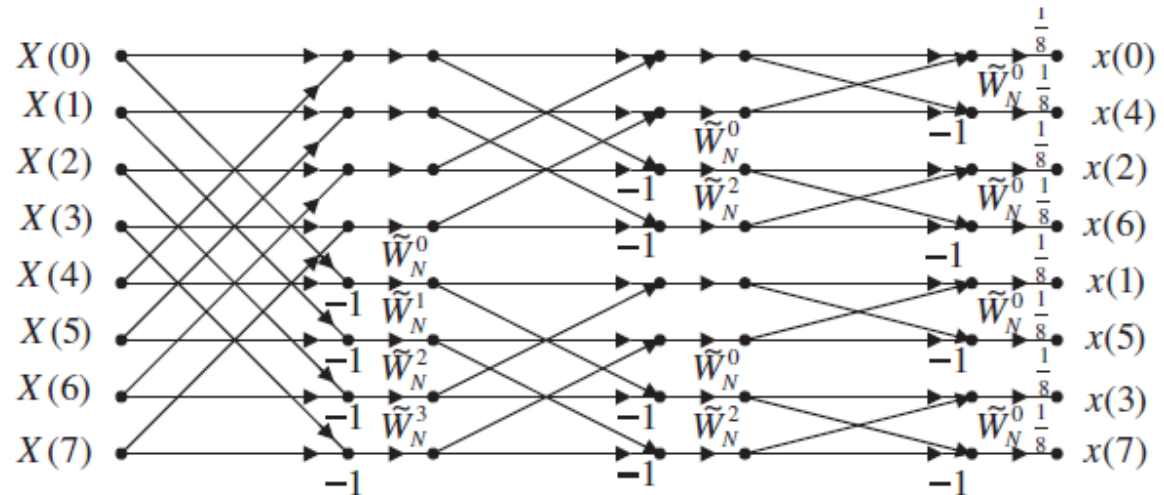 X(0) 1/8 x(0)
X(1) W̃_N^0 1/8 x(4)
−1
W̃_N^0
X(2) 1/8 x(2)
−1 W̃_N^2 W̃_N^0 1/8
X(3) x(6)
W̃_N^0 −1 −1
X(4) 1/8 x(1)
−1 W̃_N^1 W̃_N^0 1/8
X(5) x(5)
−1 W̃_N^2 W̃_N^0 −1
X(6) 1/8 x(3)
−1 W̃_N^3 −1 W̃_N^2 W̃_N^0 1/8
X(7) x(7)
−1 −1 −1